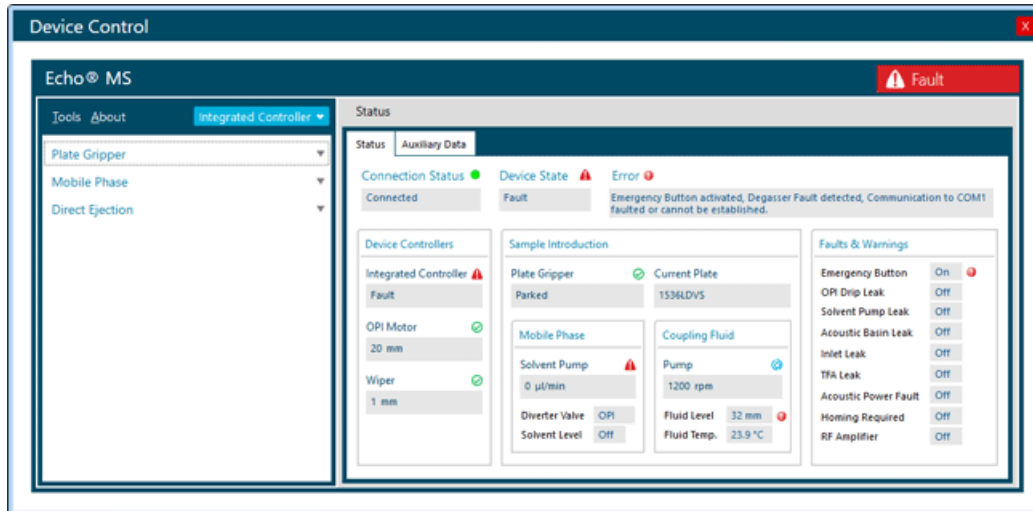 Device Control
X
Echo® MS
Fault
Tools About
Integrated Controller
Plate Gripper
Mobile Phase
Direct Ejection
Status
Status
Auxiliary Data
Connection Status
Connected
Device State
Fault
Error
Emergency Button activated, Degasser Fault detected, Communication to COM1
faulted or cannot be established.
Device Controllers
Integrated Controller
Fault
OPI Motor
20 mm
Wiper
1 mm
Sample Introduction
Plate Gripper
Parked
Current Plate
1536LDVS
Mobile Phase
Solvent Pump
0 µl/min
Diverter Valve OPI
Solvent Level Off
Coupling Fluid
Pump
1200 rpm
Fluid Level 32 mm
Fluid Temp. 23.9 °C
Faults & Warnings
Emergency Button On
OPI Drip Leak Off
Solvent Pump Leak Off
Acoustic Basin Leak Off
Inlet Leak Off
TFA Leak Off
Acoustic Power Fault Off
Homing Required Off
RF Amplifier Off